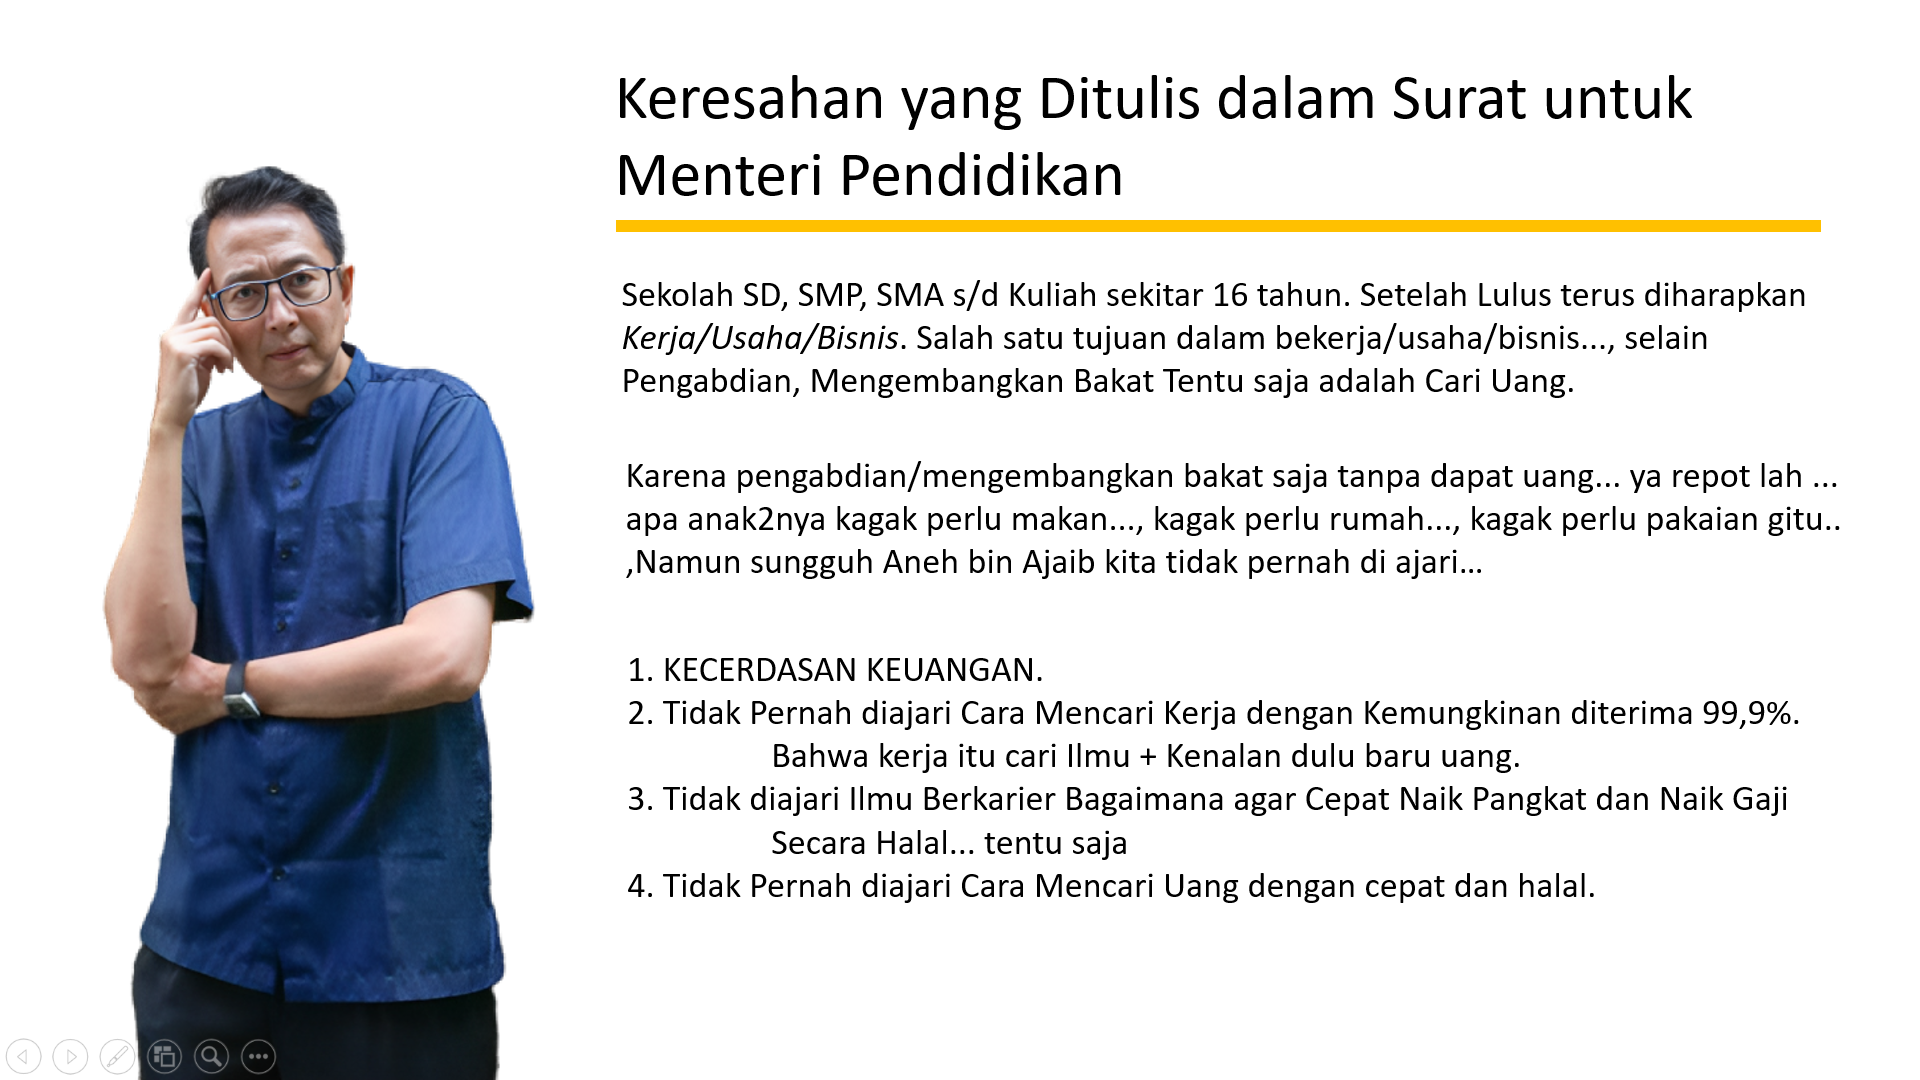 Keresahan yang Ditulis dalam Surat untuk
Menteri Pendidikan
Sekolah SD, SMP, SMA s/d Kuliah sekitar 16 tahun. Setelah Lulus terus diharapkan
Kerja/Usaha/Bisnis. Salah satu tujuan dalam bekerja/usaha/bisnis..., selain
Pengabdian, Mengembangkan Bakat Tentu saja adalah Cari Uang.
Karena pengabdian/mengembangkan bakat saja tanpa dapat uang... ya repot lah ...
apa anak2nya kagak perlu makan..., kagak perlu rumah..., kagak perlu pakaian gitu..
,Namun sungguh Aneh bin Ajaib kita tidak pernah di ajari...
1. KECERDASAN KEUANGAN.
2. Tidak Pernah diajari Cara Mencari Kerja dengan Kemungkinan diterima 99,9%.
Bahwa kerja itu cari Ilmu + Kenalan dulu baru uang.
3. Tidak diajari Ilmu Berkarier Bagaimana agar Cepat Naik Pangkat dan Naik Gaji
Secara Halal... tentu saja
4. Tidak Pernah diajari Cara Mencari Uang dengan cepat dan halal.